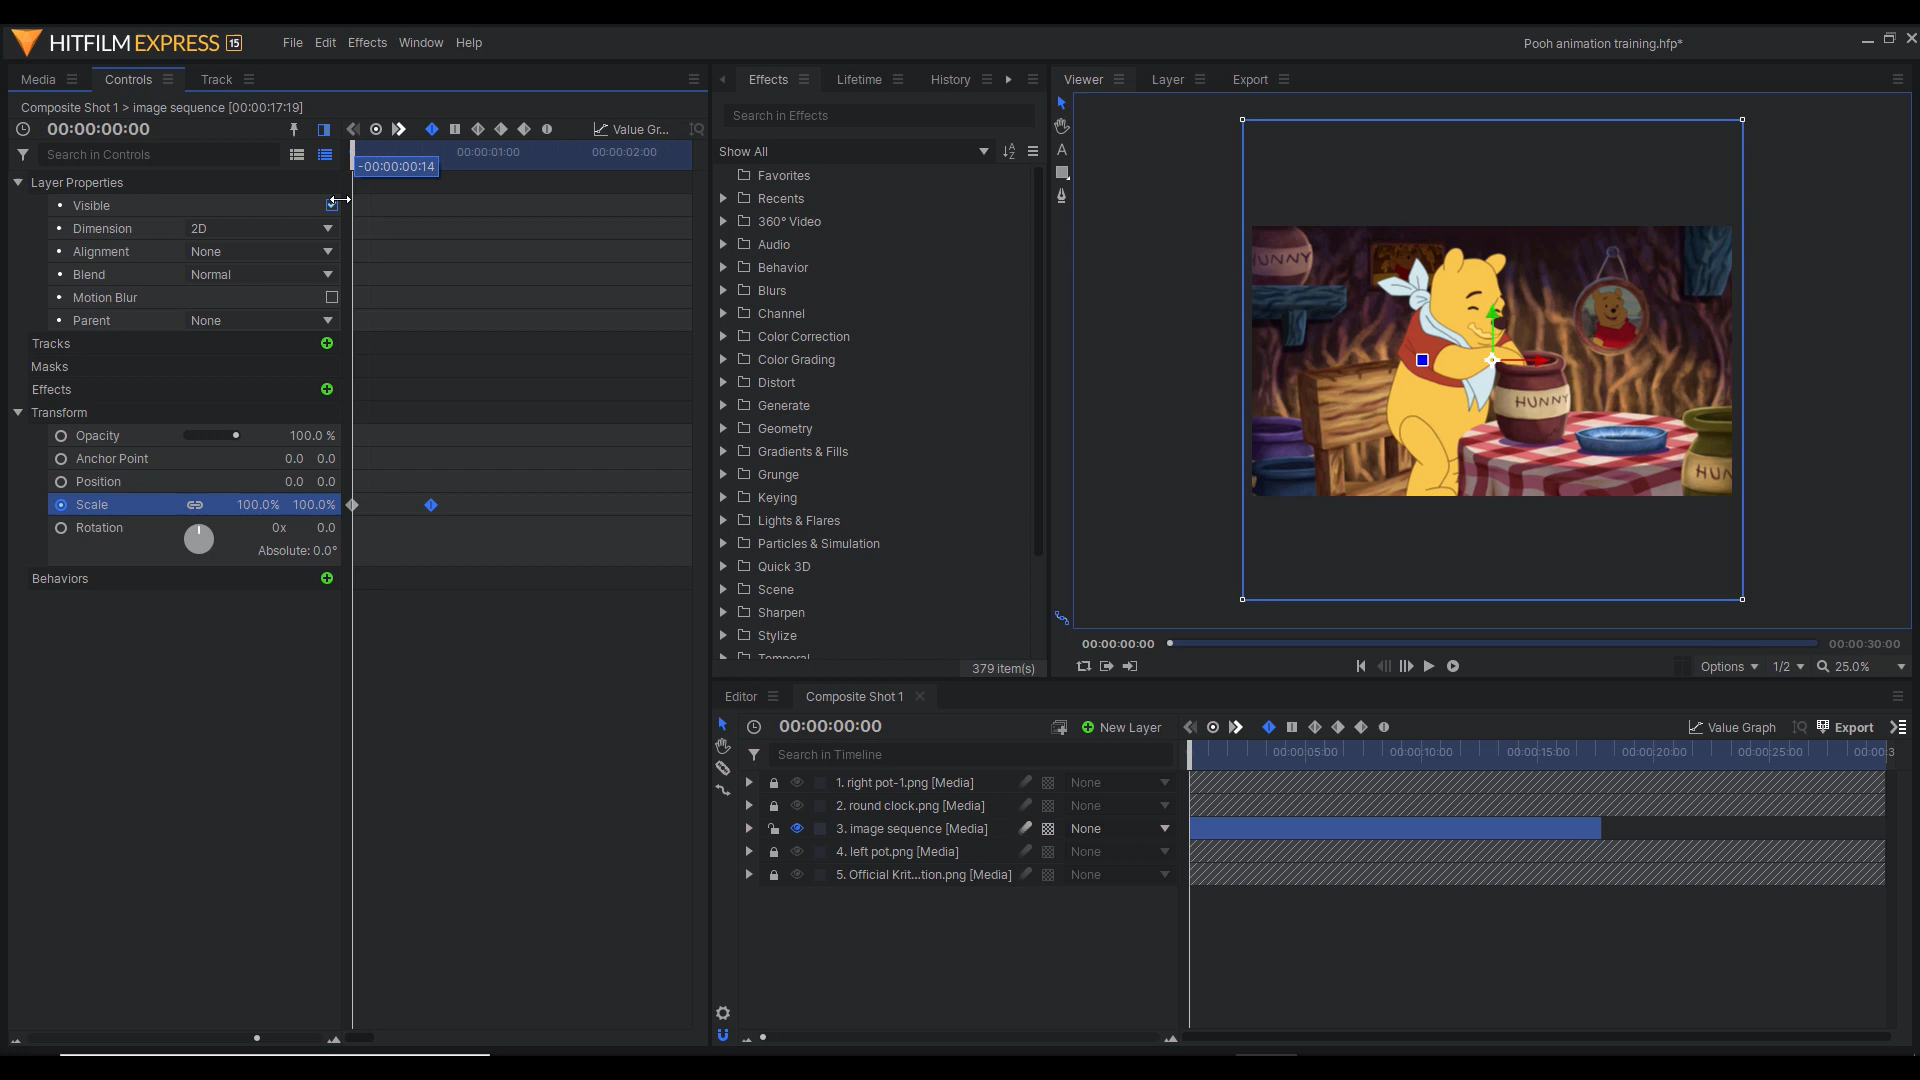 HITFILM EXPRESS 15
File Edit Effects Window Help
Pooh animation training.hfp*
Media Controls Track
Composite Shot 1 > image sequence [00:00:17:19]
00:00:00:00
Value Gr...
Search in Controls
00:00:01:00 00:00:02:00
-00:00:00:14
Layer Properties
Visible
Dimension 2D
Alignment None
Blend Normal
Motion Blur
Parent None
Tracks
Masks
Effects
Transform
Opacity 100.0 %
Anchor Point 0.0 0.0
Position 0.0 0.0
Scale 100.0% 100.0%
Rotation 0x 0.0
Absolute: 0.0°
Behaviors
Effects Lifetime History
Search in Effects
Show All
Favorites
Recents
360° Video
Audio
Behavior
Blurs
Channel
Color Correction
Color Grading
Distort
Generate
Geometry
Gradients & Fills
Grunge
Keying
Lights & Flares
Particles & Simulation
Quick 3D
Scene
Sharpen
Stylize
Temporal
379 item(s)
Viewer Layer Export
A
HUNNY
HUNNY
HUN
00:00:00:00 00:00:30:00
Options 1/2 25.0%
Editor Composite Shot 1
00:00:00:00
New Layer
Value Graph
Export
Search in Timeline
00:00:05:00 00:00:10:00 00:00:15:00 00:00:20:00 00:00:25:00 00:00:3
1. right pot-1.png [Media] None
2. round clock.png [Media] None
3. image sequence [Media] None
4. left pot.png [Media] None
5. Official Krit...tion.png [Media] None